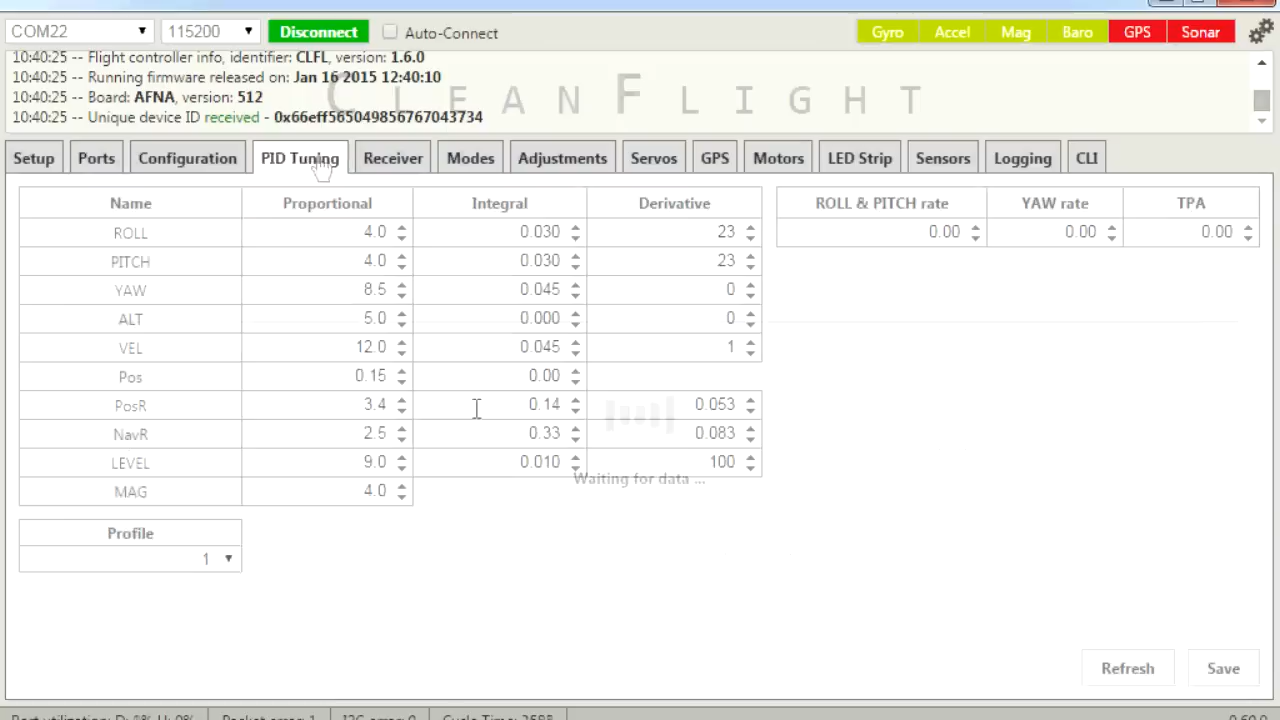 COM22 115200 Disconnect Auto-Connect Gyro Accel Mag Baro GPS Sonar
10:40:25 -- Flight controller info, identifier: CLFL, version: 1.6.0
10:40:25 -- Running firmware released on: Jan 16 2015 12:40:10
10:40:25 -- Board: AFNA, version: 512
10:40:25 -- Unique device ID received - 0x66eff565049856767043734
CLEANFLIGHT
Setup Ports Configuration PID Tuning Receiver Modes Adjustments Servos GPS Motors LED Strip Sensors Logging CLI
Name Proportional Integral Derivative ROLL & PITCH rate YAW rate TPA
ROLL 4.0 0.030 23 0.00 0.00 0.00
PITCH 4.0 0.030 23
YAW 8.5 0.045 0
ALT 5.0 0.000 0
VEL 12.0 0.045 1
Pos 0.15 0.00
PosR 3.4 0.14 0.053
NavR 2.5 0.33 0.083
LEVEL 9.0 0.010 100
Waiting for data ...
MAG 4.0
Profile
1
Refresh Save